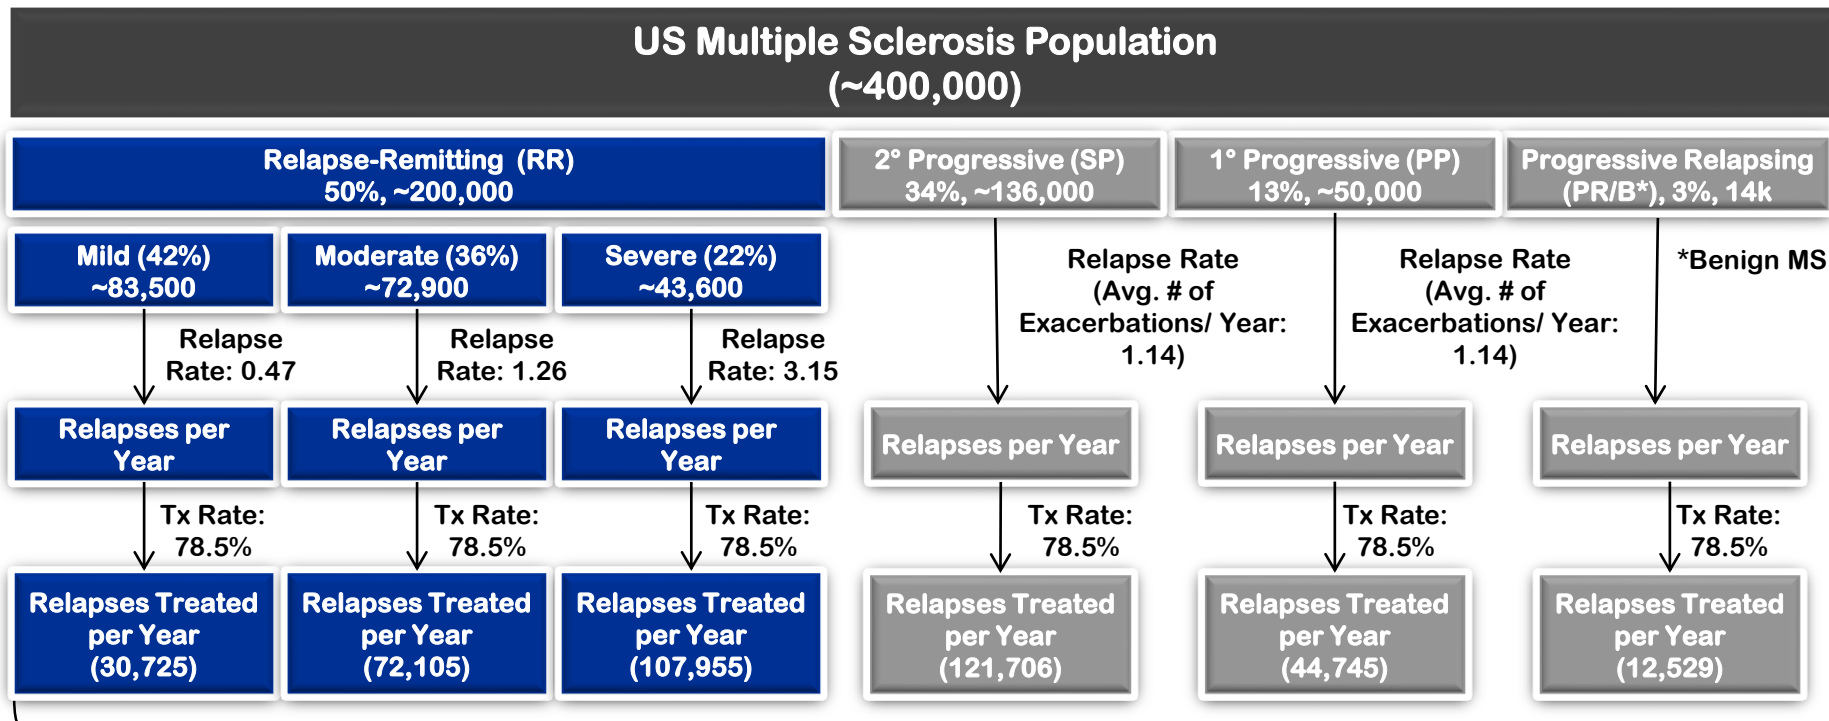 US Multiple Sclerosis Population
(~400,000)
Relapse-Remitting (RR)
50%, ~200,000
2° Progressive (SP)
34%, ~136,000
1° Progressive (PP)
13%, ~50,000
Progressive Relapsing
(PR/B*), 3%, 14k
Mild (42%)
~83,500
Moderate (36%)
~72,900
Severe (22%)
~43,600
Relapse Rate
(Avg. # of
Exacerbations/ Year:
1.14)
Relapse Rate
(Avg. # of
Exacerbations/ Year:
1.14)
*Benign MS
Relapse
Rate: 0.47
Relapse
Rate: 1.26
Relapse
Rate: 3.15
Relapses per
Year
Relapses per
Year
Relapses per
Year
Relapses per Year
Relapses per Year
Relapses per Year
Tx Rate:
78.5%
Tx Rate:
78.5%
Tx Rate:
78.5%
Tx Rate:
78.5%
Tx Rate:
78.5%
Tx Rate:
78.5%
Relapses Treated
per Year
(30,725)
Relapses Treated
per Year
(72,105)
Relapses Treated
per Year
(107,955)
Relapses Treated
per Year
(121,706)
Relapses Treated
per Year
(44,745)
Relapses Treated
per Year
(12,529)